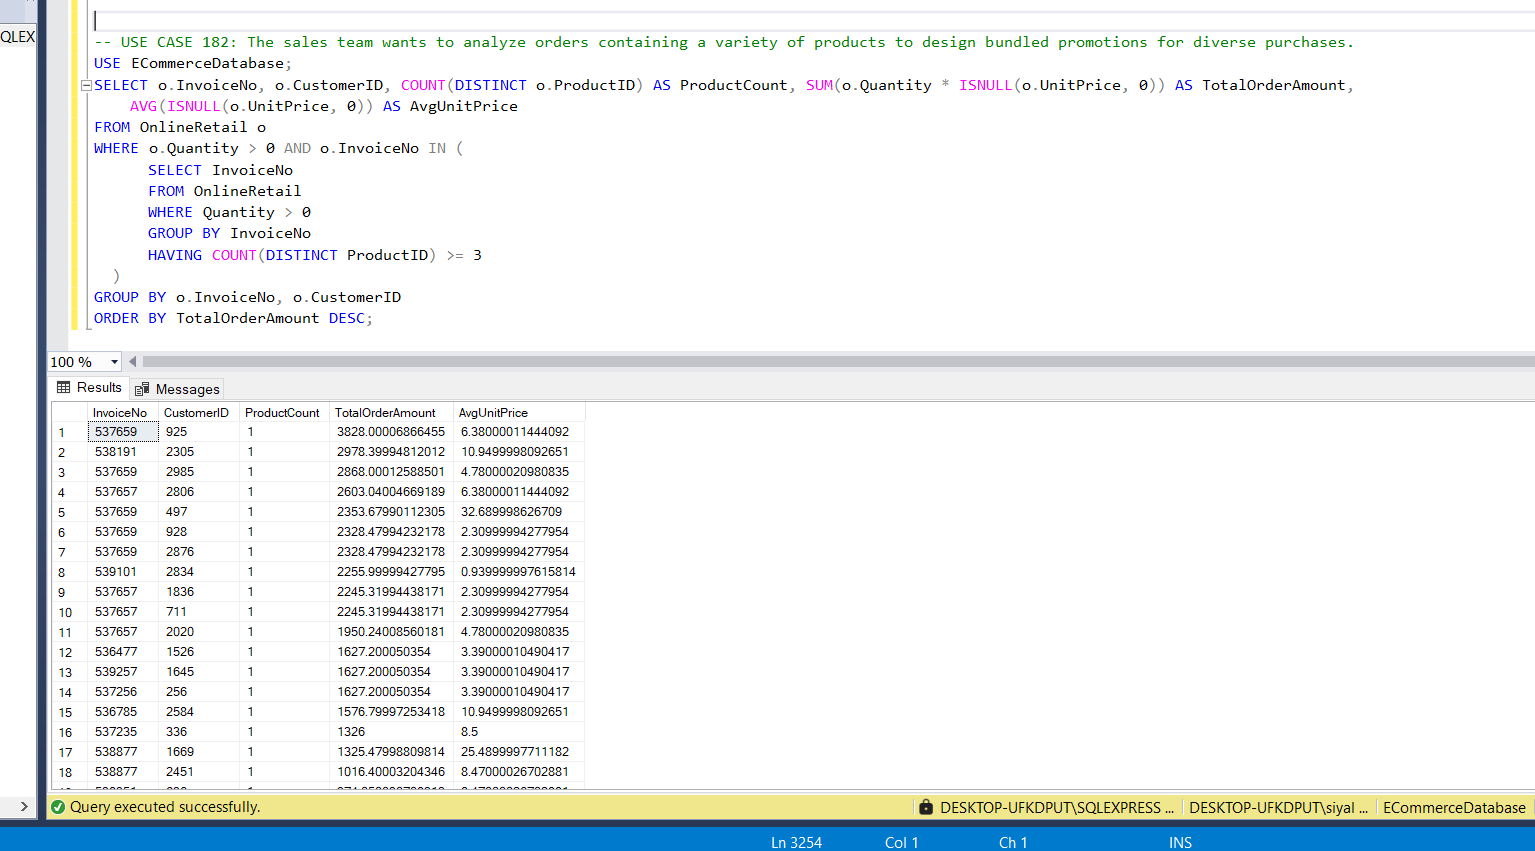 QLEX
-- USE CASE 182: The sales team wants to analyze orders containing a variety of products to design bundled promotions for diverse purchases.
USE ECommerceDatabase;
SELECT o.InvoiceNo, o.CustomerID, COUNT(DISTINCT o.ProductID) AS ProductCount, SUM(o.Quantity * ISNULL(o.UnitPrice, 0)) AS TotalOrderAmount,
AVG(ISNULL(o.UnitPrice, 0)) AS AvgUnitPrice
FROM OnlineRetail o
WHERE o.Quantity > 0 AND o.InvoiceNo IN (
SELECT InvoiceNo
FROM OnlineRetail
WHERE Quantity > 0
GROUP BY InvoiceNo
HAVING COUNT(DISTINCT ProductID) >= 3
)
GROUP BY o.InvoiceNo, o.CustomerID
ORDER BY TotalOrderAmount DESC;
100 %
Results Messages
InvoiceNo CustomerID ProductCount TotalOrderAmount AvgUnitPrice
1 537659 925 1 3828.00006866455 6.38000011444092
2 538191 2305 1 2978.39994812012 10.9499998092651
3 537659 2985 1 2868.00012588501 4.78000020980835
4 537657 2806 1 2603.04004669189 6.38000011444092
5 537659 497 1 2353.67990112305 32.689998626709
6 537659 928 1 2328.47994232178 2.30999994277954
7 537659 2876 1 2328.47994232178 2.30999994277954
8 539101 2834 1 2255.99999427795 0.939999997615814
9 537657 1836 1 2245.31994438171 2.30999994277954
10 537657 711 1 2245.31994438171 2.30999994277954
11 537657 2020 1 1950.24008560181 4.78000020980835
12 536477 1526 1 1627.200050354 3.39000010490417
13 539257 1645 1 1627.200050354 3.39000010490417
14 537256 256 1 1627.200050354 3.39000010490417
15 536785 2584 1 1576.79997253418 10.9499998092651
16 537235 336 1 1326 8.5
17 538877 1669 1 1325.47998809814 25.4899997711182
18 538877 2451 1 1016.40003204346 8.47000026702881
Query executed successfully. DESKTOP-UFKDPUT\SQLEXPRESS ... DESKTOP-UFKDPUT\siyal ... ECommerceDatabase
Ln 3254 Col 1 Ch 1 INS